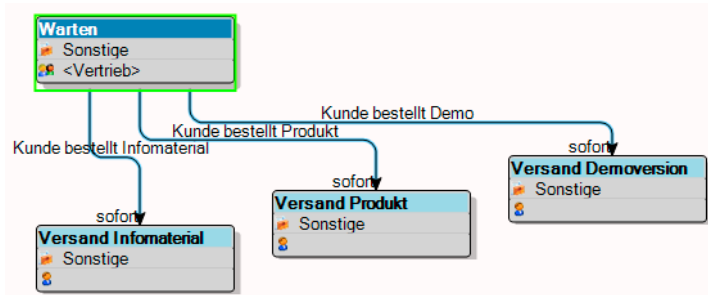 Warten
Sonstige
<Vertrieb>
Kunde bestellt Demo
Kunde bestellt Produkt
Kunde bestellt Infomaterial
sofort
Versand Demoversion
Sonstige
sofort
Versand Produkt
Sonstige
sofort
Versand Infomaterial
Sonstige